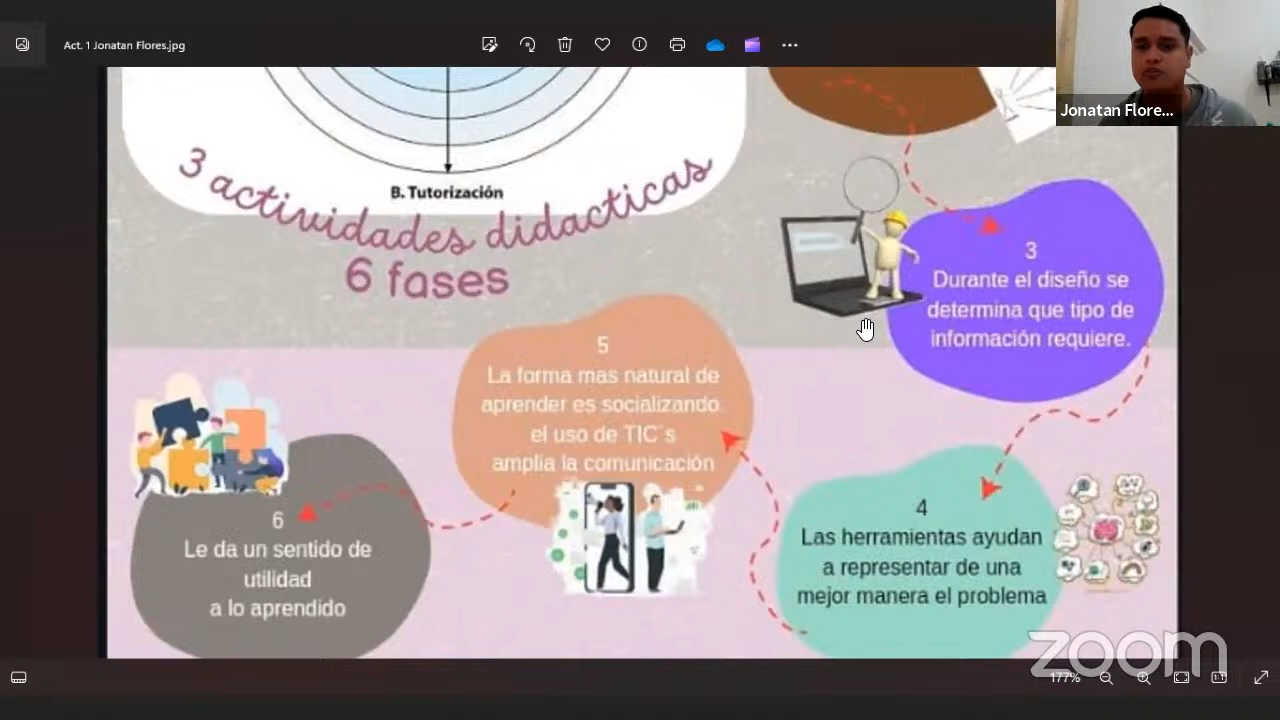 Act. 1 Jonatan Flores.jpg
Jonatan Flore...
B. Tutorización
3 actividades didacticas
6 fases
3
Durante el diseño se
determina que tipo de
información requiere.
4
Las herramientas ayudan
a representar de una
mejor manera el problema
5
La forma mas natural de
aprender es socializando.
el uso de TIC´s
amplia la comunicación
6
Le da un sentido de
utilidad
a lo aprendido
zoom
177%